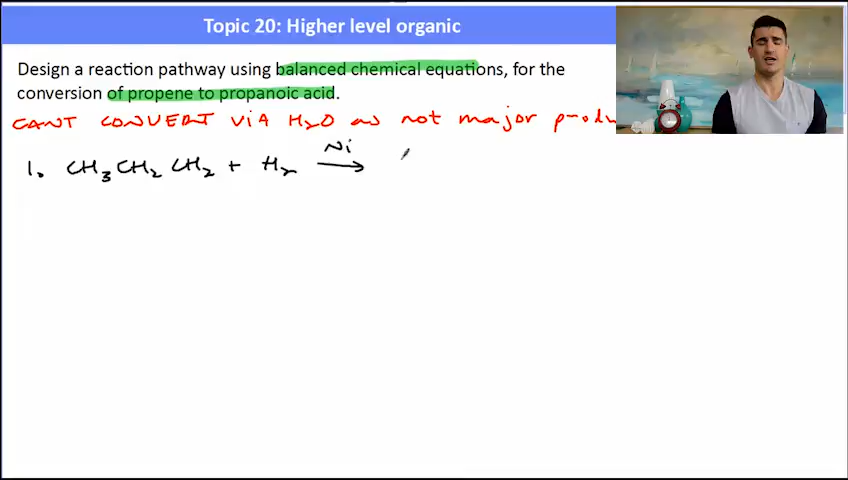 Topic 20: Higher level organic
Design a reaction pathway using balanced chemical equations, for the
conversion of propene to propanoic acid.
CANT CONVERT VIA H2O as not major produ
Ni
1. CH3CH2CH2 + H2 →